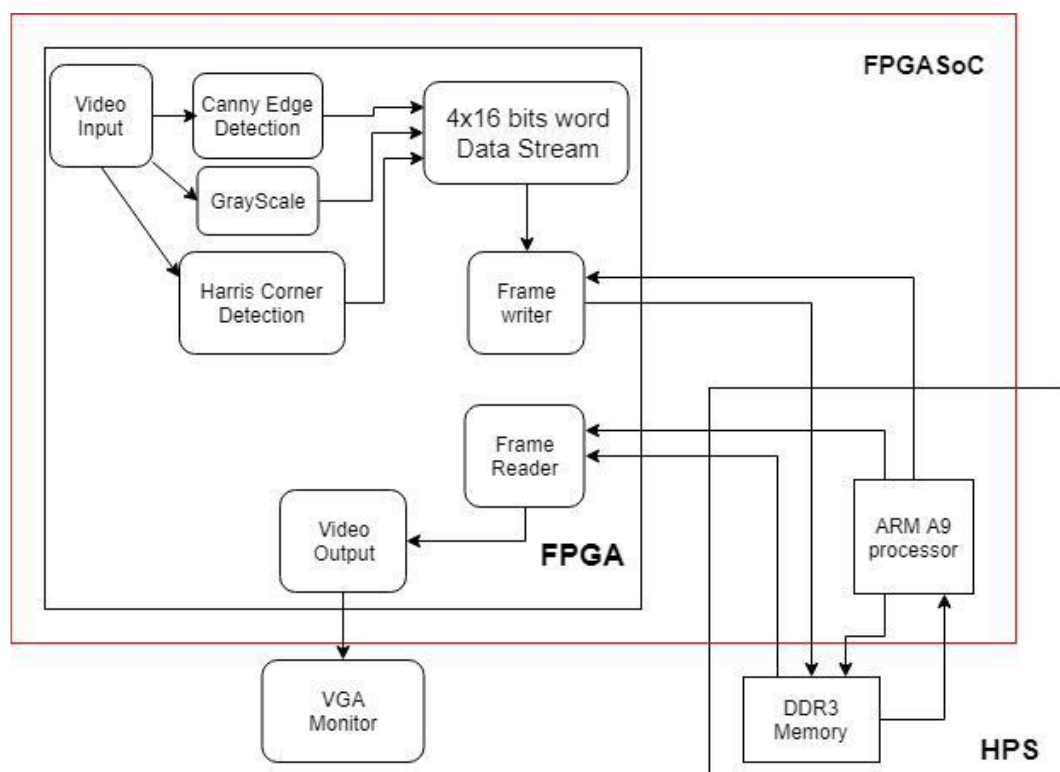 FPGASoC
Video
Input
Canny Edge
Detection
4x16 bits word
Data Stream
GrayScale
Harris Corner
Detection
Frame
writer
Frame
Reader
Video
Output
FPGA
ARM A9
processor
VGA
Monitor
DDR3
Memory
HPS